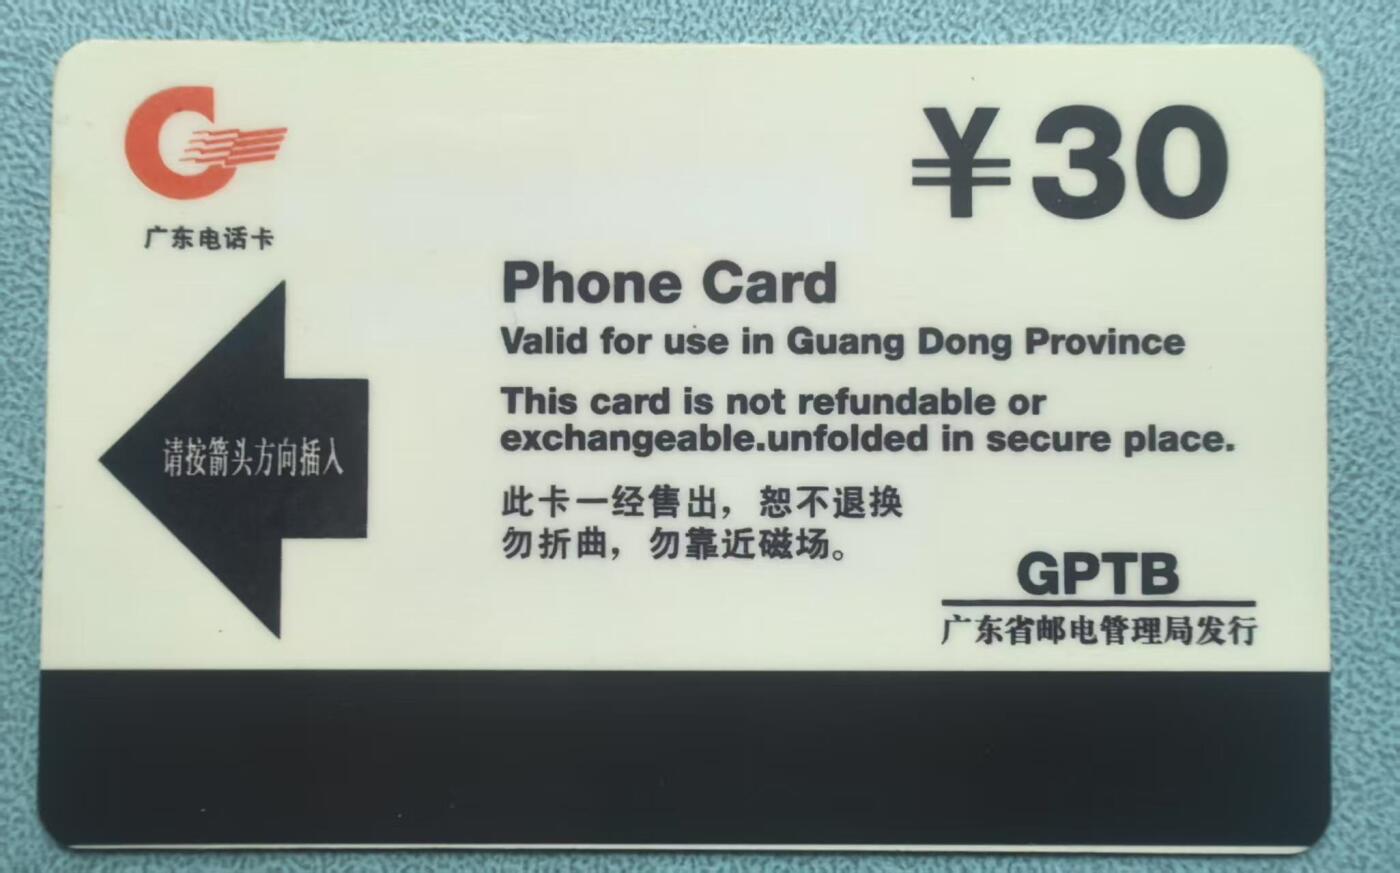 ¥30
广东电话卡
Phone Card
Valid for use in Guang Dong Province
This card is not refundable or
exchangeable.unfolded in secure place.
请按箭头方向插入
此卡一经售出，恕不退换
勿折曲，勿靠近磁场。
GPTB
广东省邮电管理局发行